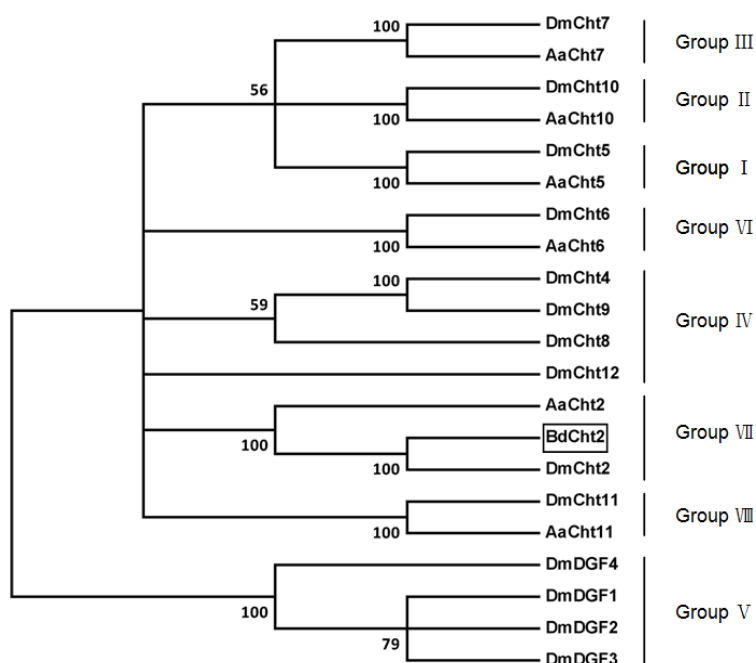 100
DmCht7
AaCht7
Group Ⅲ
56
DmCht10
100
AaCht10
Group Ⅱ
DmCht5
100
AaCht5
Group Ⅰ
DmCht6
100
AaCht6
Group Ⅵ
100
DmCht4
59
DmCht9
DmCht8
DmCht12
Group Ⅳ
AaCht2
100
BdCht2
100
DmCht2
Group Ⅶ
DmCht11
100
AaCht11
Group Ⅷ
DmDGF4
100
DmDGF1
DmDGF2
79
DmDGF3
Group Ⅴ